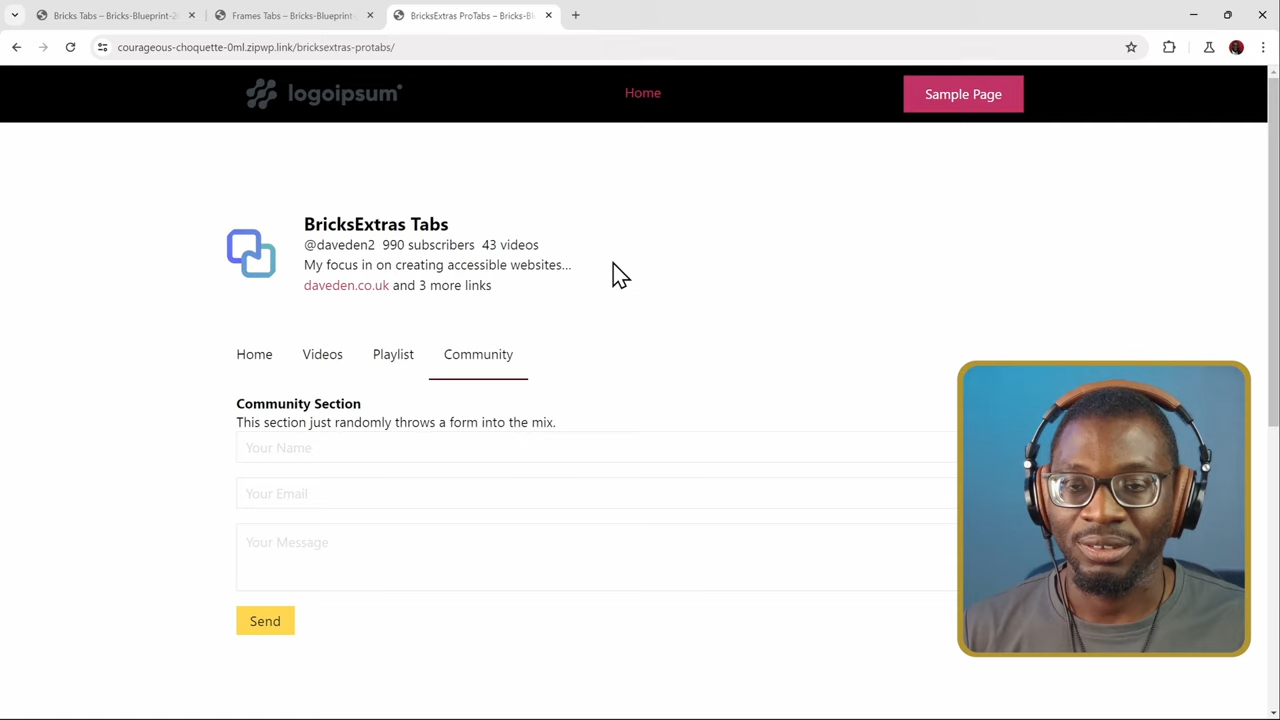 Bricks Tabs – Bricks-Blueprint-20
Frames Tabs – Bricks-Blueprint-
BricksExtras ProTabs – Bricks-Bl
courageous-choquette-0ml.zipwp.link/bricksextras-protabs/
logoipsum
Home
Sample Page
BricksExtras Tabs
@daveden2 990 subscribers 43 videos
My focus in on creating accessible websites...
daveden.co.uk and 3 more links
Home Videos Playlist Community
Community Section
This section just randomly throws a form into the mix.
Your Name
Your Email
Your Message
Send